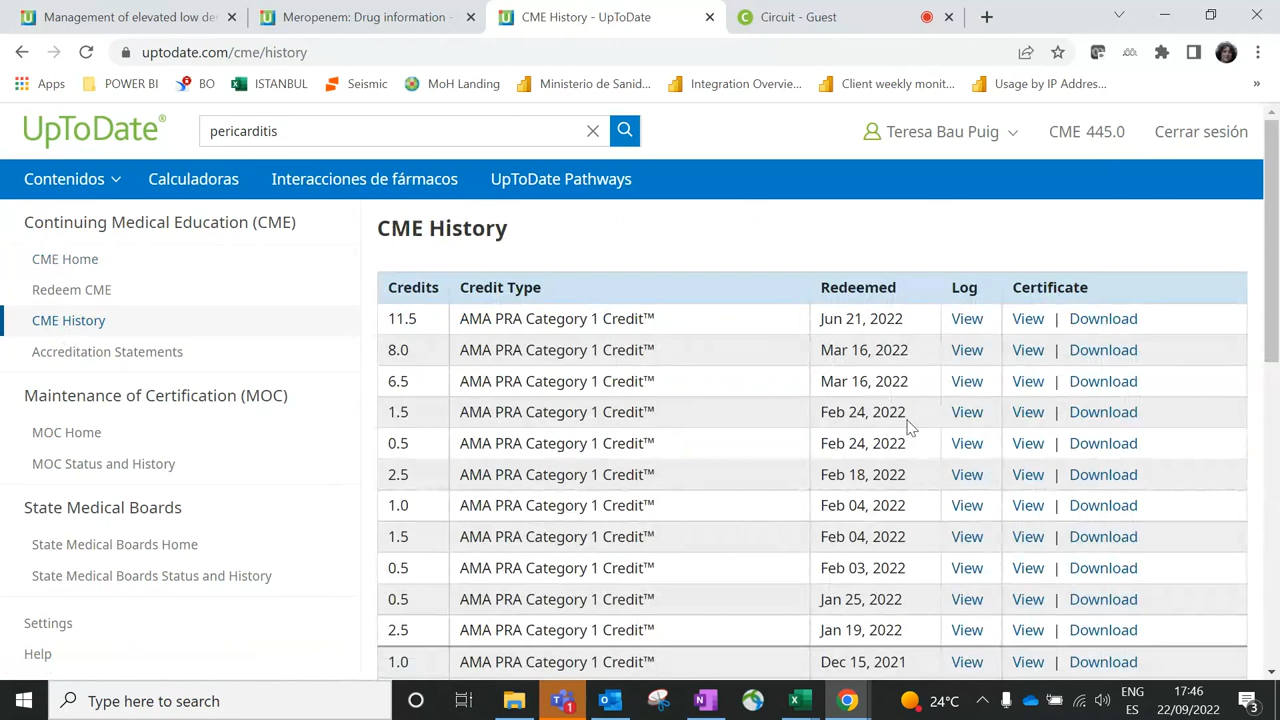 Management of elevated low de
Meropenem: Drug information -
CME History - UpToDate
Circuit - Guest
uptodate.com/cme/history
Apps
POWER BI
BO
ISTANBUL
Seismic
MoH Landing
Ministerio de Sanid...
Integration Overvie...
Client weekly monit...
Usage by IP Addres...
»
UpToDate®
pericarditis
Teresa Bau Puig
CME 445.0
Cerrar sesión
Contenidos
Calculadoras
Interacciones de fármacos
UpToDate Pathways
Continuing Medical Education (CME)
CME Home
Redeem CME
CME History
Accreditation Statements
Maintenance of Certification (MOC)
MOC Home
MOC Status and History
State Medical Boards
State Medical Boards Home
State Medical Boards Status and History
Settings
Help
CME History
Credits Credit Type Redeemed Log Certificate
11.5 AMA PRA Category 1 Credit™ Jun 21, 2022 View View | Download
8.0 AMA PRA Category 1 Credit™ Mar 16, 2022 View View | Download
6.5 AMA PRA Category 1 Credit™ Mar 16, 2022 View View | Download
1.5 AMA PRA Category 1 Credit™ Feb 24, 2022 View View | Download
0.5 AMA PRA Category 1 Credit™ Feb 24, 2022 View View | Download
2.5 AMA PRA Category 1 Credit™ Feb 18, 2022 View View | Download
1.0 AMA PRA Category 1 Credit™ Feb 04, 2022 View View | Download
1.5 AMA PRA Category 1 Credit™ Feb 04, 2022 View View | Download
0.5 AMA PRA Category 1 Credit™ Feb 03, 2022 View View | Download
0.5 AMA PRA Category 1 Credit™ Jan 25, 2022 View View | Download
2.5 AMA PRA Category 1 Credit™ Jan 19, 2022 View View | Download
1.0 AMA PRA Category 1 Credit™ Dec 15, 2021 View View | Download
Type here to search
24°C
ENG
ES
17:46
22/09/2022
3